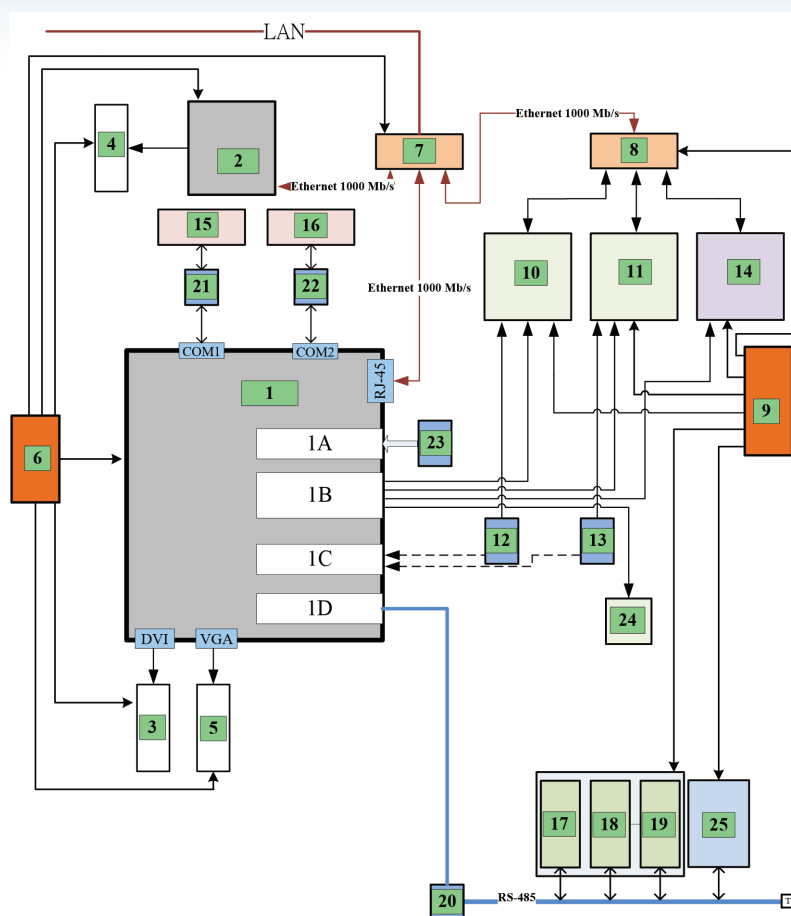 LAN
Ethernet 1000 Mb/s
4
2
7
8
Ethernet 1000 Mb/s
15
16
10
11
14
21
22
Ethernet 1000 Mb/s
COM1
COM2
RJ-45
1
9
6
1A
23
1B
12
13
1C
1D
24
DVI
VGA
3
5
17
18
19
25
20
RS-485
T